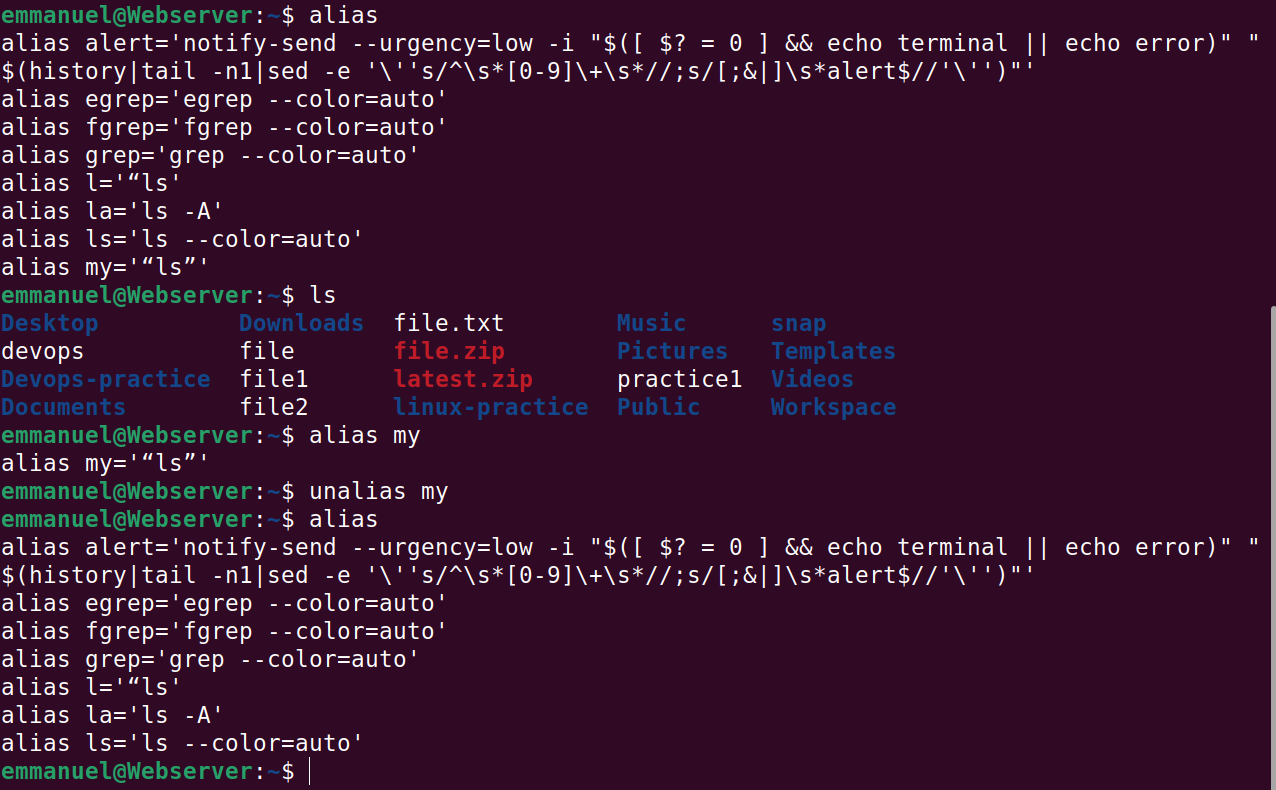 emmanuel@Webserver:~$ alias
alias alert='notify-send --urgency=low -i "$([ $? = 0 ] && echo terminal || echo error)" "
$(history|tail -n1|sed -e '\''s/^\s*[0-9]\+\s*//;s/[;&|]\s*alert$//'\'')"'
alias egrep='egrep --color=auto'
alias fgrep='fgrep --color=auto'
alias grep='grep --color=auto'
alias l='“ls'
alias la='ls -A'
alias ls='ls --color=auto'
alias my='“ls”'
emmanuel@Webserver:~$ ls
Desktop Downloads file.txt Music snap
devops file file.zip Pictures Templates
Devops-practice file1 latest.zip practice1 Videos
Documents file2 linux-practice Public Workspace
emmanuel@Webserver:~$ alias my
alias my='“ls”'
emmanuel@Webserver:~$ unalias my
emmanuel@Webserver:~$ alias
alias alert='notify-send --urgency=low -i "$([ $? = 0 ] && echo terminal || echo error)" "
$(history|tail -n1|sed -e '\''s/^\s*[0-9]\+\s*//;s/[;&|]\s*alert$//'\'')"'
alias egrep='egrep --color=auto'
alias fgrep='fgrep --color=auto'
alias grep='grep --color=auto'
alias l='“ls'
alias la='ls -A'
alias ls='ls --color=auto'
emmanuel@Webserver:~$